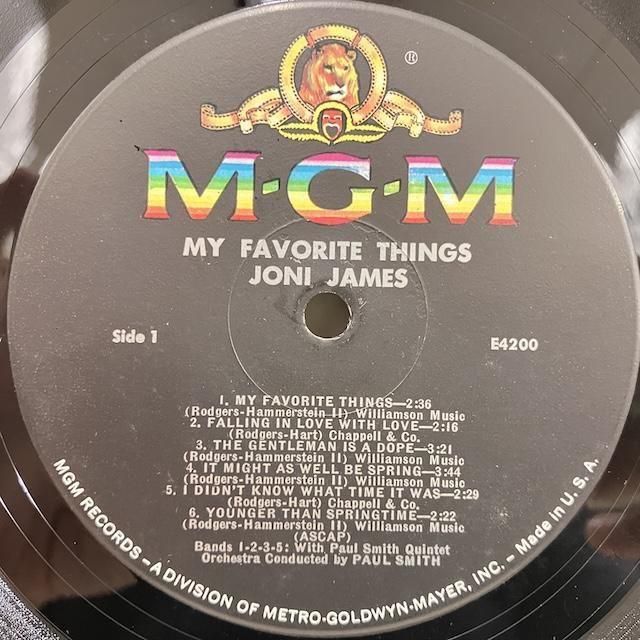 ®
M-G-M
MY FAVORITE THINGS
JONI JAMES
Side 1
E4200
1. MY FAVORITE THINGS—2:36
(Rodgers-Hammerstein II) Williamson Music
2. FALLING IN LOVE WITH LOVE—2:16
(Rodgers-Hart) Chappell & Co.
3. THE GENTLEMAN IS A DOPE—3:21
(Rodgers-Hammerstein II) Williamson Music
4. IT MIGHT AS WELL BE SPRING—3:44
(Rodgers-Hammerstein II) Williamson Music
5. I DIDN'T KNOW WHAT TIME IT WAS—2:29
(Rodgers-Hart) Chappell & Co.
6. YOUNGER THAN SPRINGTIME—2:22
(Rodgers-Hammerstein II) Williamson Music
(ASCAP)
Bands 1-2-3-5: With Paul Smith Quintet
Orchestra Conducted by PAUL SMITH
MGM RECORDS – A DIVISION OF METRO-GOLDWYN-MAYER, INC. – Made in U. S. A.